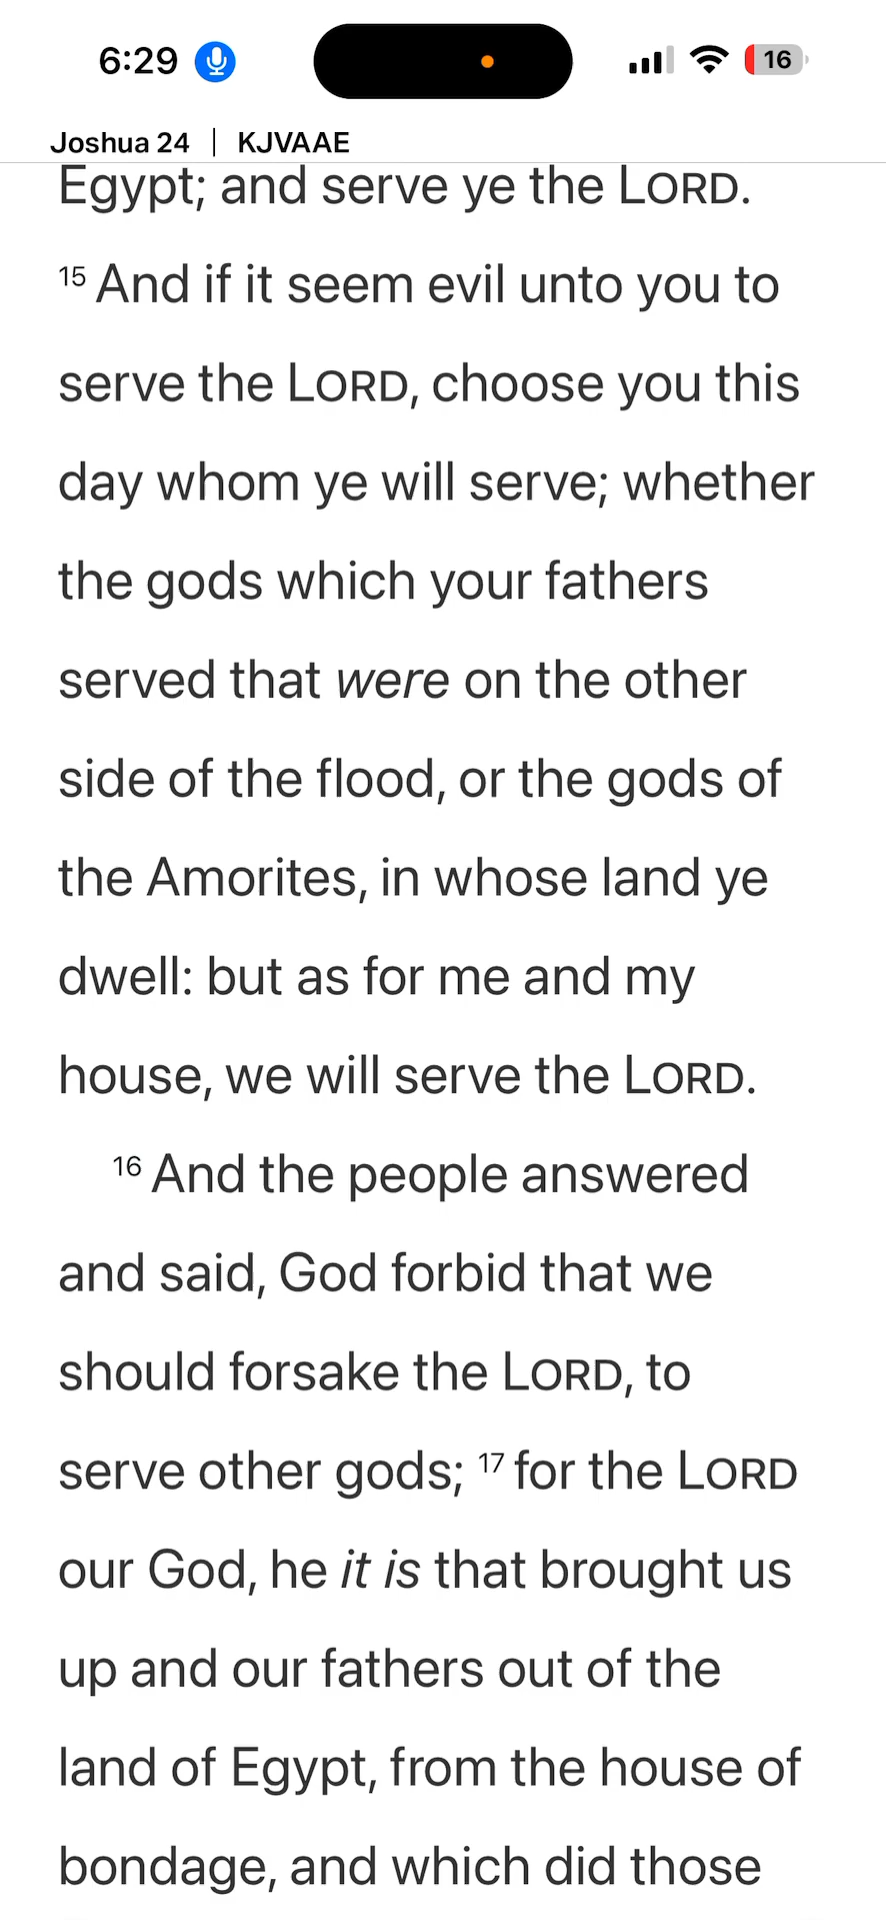 6:29
16
Joshua 24 | KJVAAE
Egypt; and serve ye the LORD.
15 And if it seem evil unto you to
serve the LORD, choose you this
day whom ye will serve; whether
the gods which your fathers
served that were on the other
side of the flood, or the gods of
the Amorites, in whose land ye
dwell: but as for me and my
house, we will serve the LORD.
16 And the people answered
and said, God forbid that we
should forsake the LORD, to
serve other gods; 17 for the LORD
our God, he it is that brought us
up and our fathers out of the
land of Egypt, from the house of
bondage, and which did those